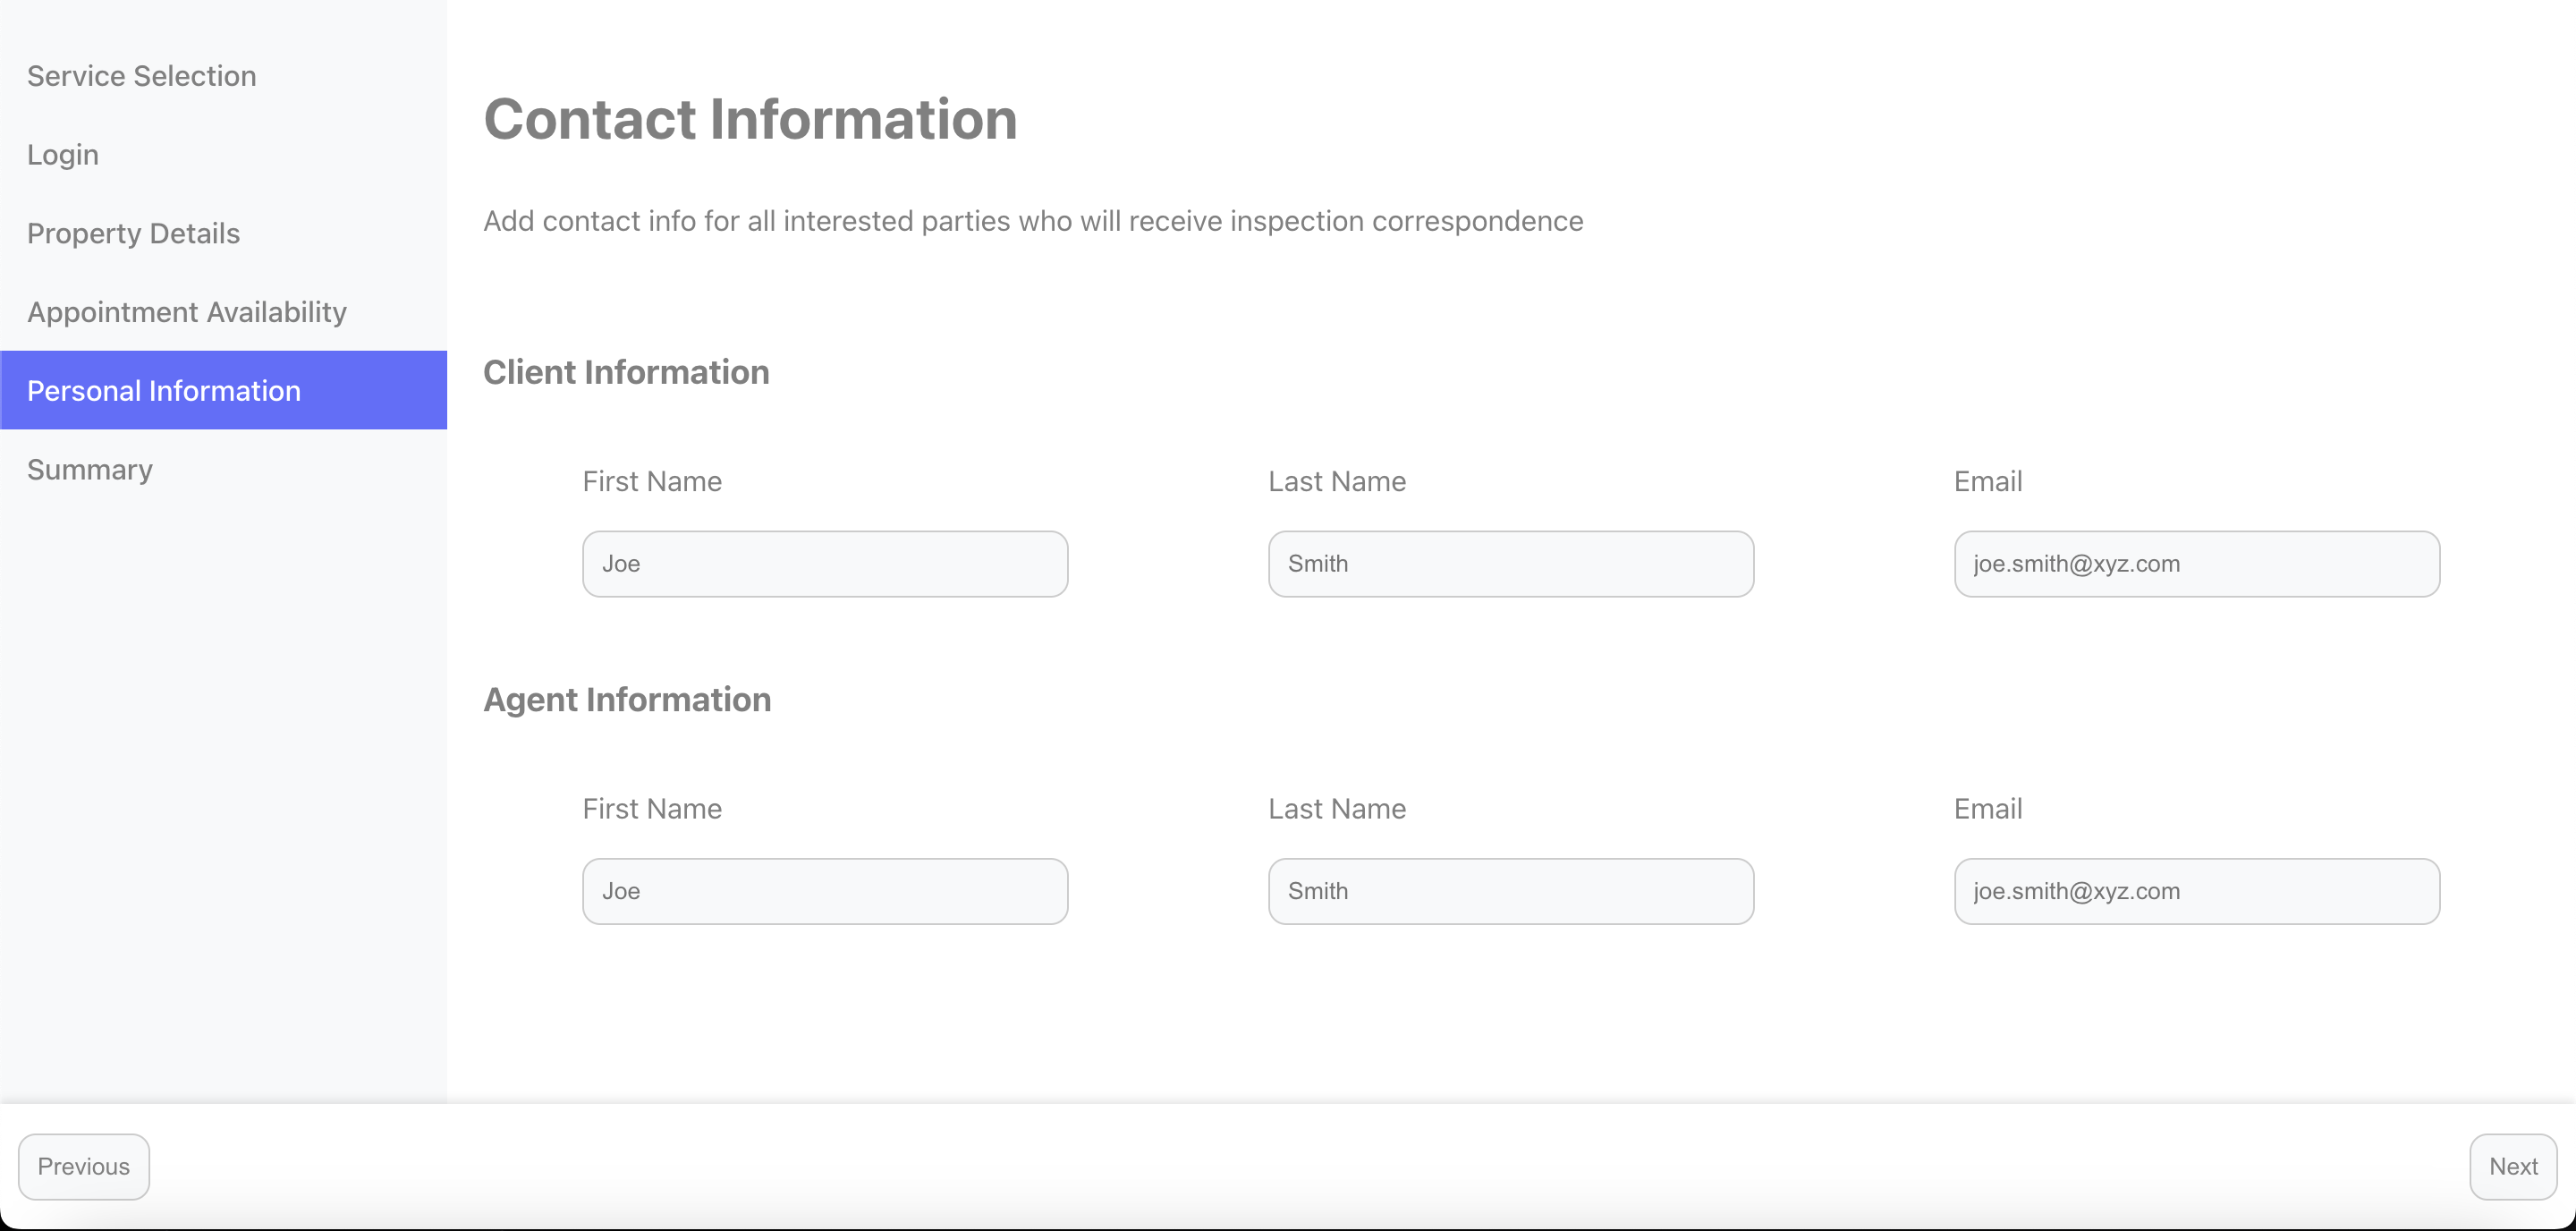 Service Selection
Login
Property Details
Appointment Availability
Personal Information
Summary
Contact Information
Add contact info for all interested parties who will receive inspection correspondence
Client Information
First Name
Last Name
Email
Joe
Smith
joe.smith@xyz.com
Agent Information
First Name
Last Name
Email
Joe
Smith
joe.smith@xyz.com
Previous
Next